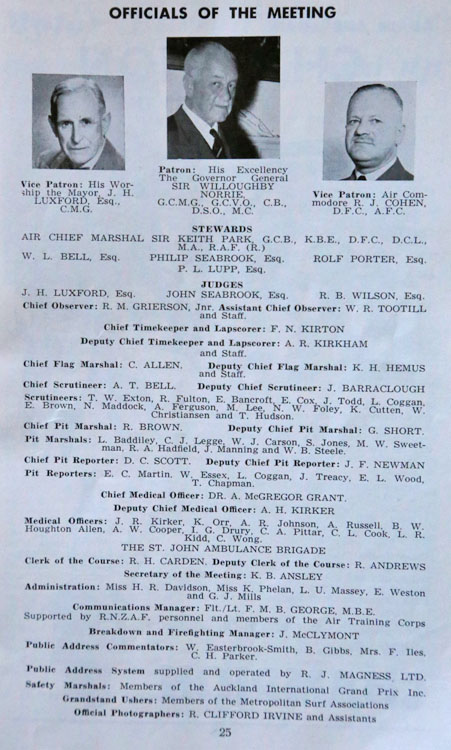 OFFICIALS OF THE MEETING
Vice Patron: His Wor-
ship the Mayor, J. H.
LUXFORD, Esq.,
C.M.G.
Patron: His Excellency
The Governor General
SIR WILLOUGHBY
NORRIE,
G.C.M.G., G.C.V.O., C.B.,
D.S.O., M.C.
Vice Patron: Air Com-
modore R. J. COHEN,
D.F.C., A.F.C.
STEWARDS
AIR CHIEF MARSHAL SIR KEITH PARK, G.C.B., K.B.E., D.F.C., D.C.L.,
M.A., R.A.F. (R.)
W. L. BELL, Esq. PHILIP SEABROOK, Esq. ROLF PORTER, Esq.
P. L. LUPP, Esq.
JUDGES
J. H. LUXFORD, Esq. JOHN SEABROOK, Esq. R. B. WILSON, Esq.
Chief Observer: R. M. GRIERSON, Jnr. Assistant Chief Observer: W. R. TOOTILL
and Staff.
Chief Timekeeper and Lapscorer: F. N. KIRTON
Deputy Chief Timekeeper and Lapscorer: A. R. KIRKHAM
and Staff.
Chief Flag Marshal: C. ALLEN. Deputy Chief Flag Marshal: K. H. HEMUS
and Staff.
Chief Scrutineer: A. T. BELL. Deputy Chief Scrutineer: J. BARRACLOUGH
Scrutineers: T. W. Exton, R. Fulton, E. Bancroft, E. Cox, J. Todd, L. Coggan,
E. Brown, N. Maddock, A. Ferguson, M. Lee, N. W. Foley, K. Cutten, W.
Christiansen and T. Hudson.
Chief Pit Marshal: R. BROWN. Deputy Chief Pit Marshal: G. SHORT.
Pit Marshals: L. Baddiley, C. J. Legge, W. J. Carson, S. Jones, M. W. Sweet-
man, R. A. Hadfield, J. Manning and W. B. Steele.
Chief Pit Reporter: D. C. SCOTT. Deputy Chief Pit Reporter: J. F. NEWMAN
Pit Reporters: E. C. Martin, W. Essex, L. Coggan, J. Treacy, E. L. Wood,
T. Chapman.
Chief Medical Officer: DR. A. McGREGOR GRANT.
Deputy Chief Medical Officer: A. H. KIRKER
Medical Officers: J. R. Kirker, K. Orr, A. R. Johnson, A. Russell, B. W.
Houghton Allen, A. W. Cooper, I. G. Drury, C. A. Pittar, C. L. Cook, L. R.
Kidd, C. Wong.
THE ST. JOHN AMBULANCE BRIGADE
Clerk of the Course: R. H. CARDEN. Deputy Clerk of the Course: R. ANDREWS
Secretary of the Meeting: K. B. ANSLEY
Administration: Miss H. R. Davidson, Miss K. Phelan, L. U. Massey, E. Weston
and G. J. Mills
Communications Manager: Flt./Lt. F. M. B. GEORGE, M.B.E.
Supported by R.N.Z.A.F. personnel and members of the Air Training Corps
Breakdown and Firefighting Manager: J. McCLYMONT
Public Address Commentators: W. Easterbrook-Smith, B. Gibbs, Mrs. F. Iles,
C. H. Parker.
Public Address System supplied and operated by R. J. MAGNESS, LTD.
Safety Marshals: Members of the Auckland International Grand Prix Inc.
Grandstand Ushers: Members of the Metropolitan Surf Associations
Official Photographers: R. CLIFFORD IRVINE and Assistants
25